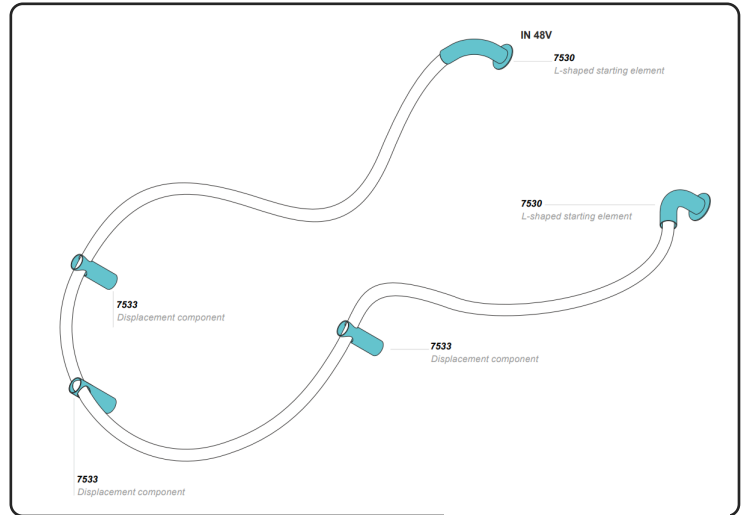 IN 48V
7530
L-shaped starting element
7530
L-shaped starting element
7533
Displacement component
7533
Displacement component
7533
Displacement component